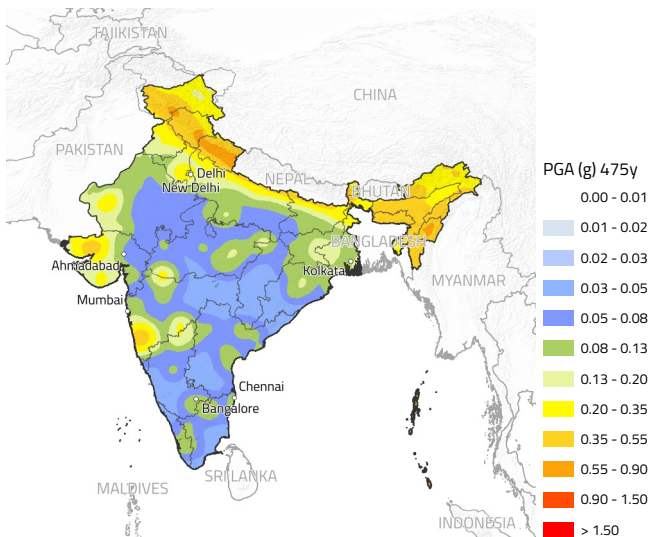 TAJIKISTAN
CHINA
PAKISTAN
Delhi
New Delhi
NEPAL
BHUTAN
BANGLADESH
Ahmadabad
Kolkata
MYANMAR
Mumbai
Chennai
Bangalore
SRI LANKA
MALDIVES
INDONESIA
PGA (g) 475y
0.00 - 0.01
0.01 - 0.02
0.02 - 0.03
0.03 - 0.05
0.05 - 0.08
0.08 - 0.13
0.13 - 0.20
0.20 - 0.35
0.35 - 0.55
0.55 - 0.90
0.90 - 1.50
> 1.50